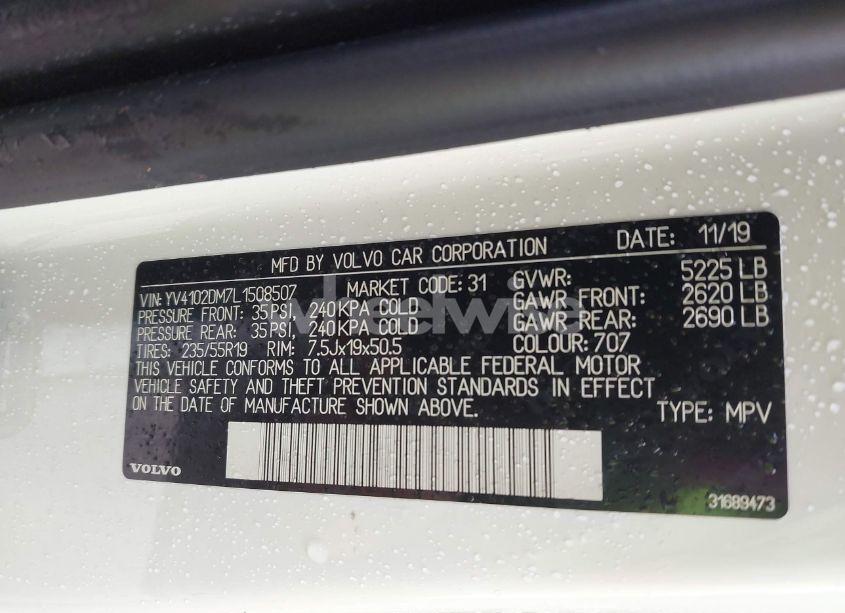 MFD BY VOLVO CAR CORPORATION DATE: 11/19
VIN: YV4102DM7L1508507 MARKET CODE: 31 GVWR: 5225 LB
PRESSURE FRONT: 35PSI, 240KPA COLD GAWR FRONT: 2620 LB
PRESSURE REAR: 35PSI, 240KPA COLD GAWR REAR: 2690 LB
TIRES: 235/55R19 RIM: 7.5Jx19x50.5 COLOUR: 707
THIS VEHICLE CONFORMS TO ALL APPLICABLE FEDERAL MOTOR
VEHICLE SAFETY AND THEFT PREVENTION STANDARDS IN EFFECT
ON THE DATE OF MANUFACTURE SHOWN ABOVE. TYPE: MPV
VOLVO
31689473